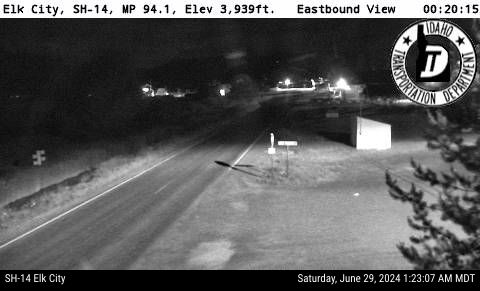 Elk City, SH-14, MP 94.1, Elev 3,939ft. Eastbound View 00:20:15
IDAHO
TRANSPORTATION DEPARTMENT
SH-14 Elk City Saturday, June 29, 2024 1:23:07 AM MDT